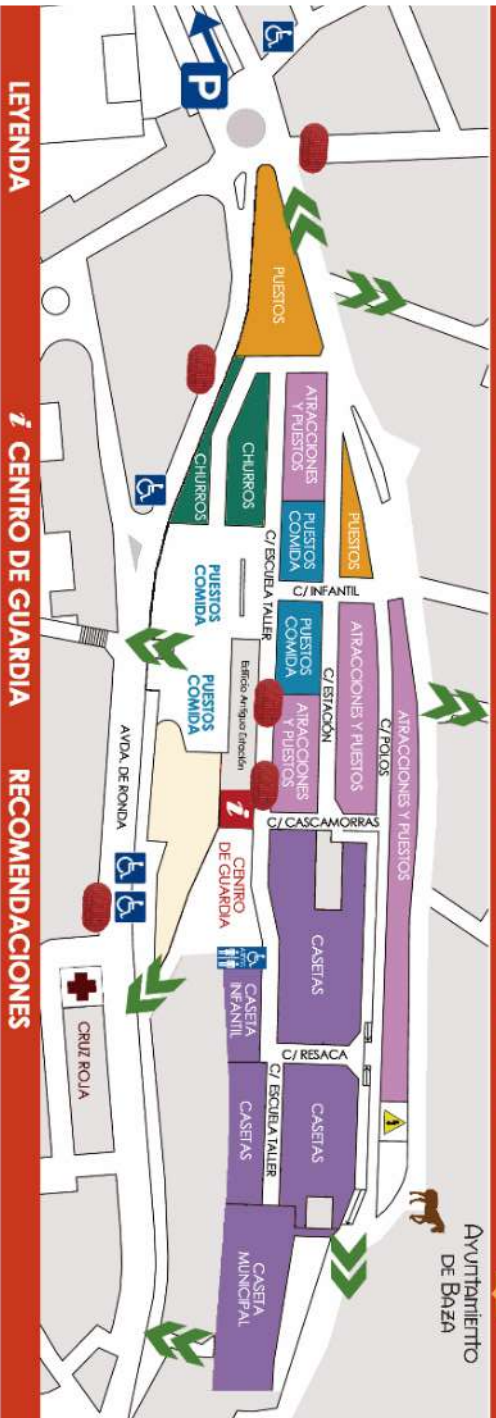 AYUNTAMIENTO
DE BAZA
P
PUESTOS
CHURROS
CHURROS
ATRACCIONES
Y PUESTOS
PUESTOS
COMIDA
PUESTOS
C/ ESCUELA TALLER
C/ INFANTIL
PUESTOS
COMIDA
PUESTOS
COMIDA
PUESTOS
COMIDA
ATRACCIONES
Y PUESTOS
ATRACCIONES Y PUESTOS
ATRACCIONES Y PUESTOS
C/ ESTACIÓN
C/ POLOS
Edificio Antigua Estación
C/ CASCAMORRAS
i
CENTRO
DE GUARDIA
AVDA. DE RONDA
CASETAS
CASETA
INFANTIL
C/ RESACA
C/ ESCUELA TALLER
CASETAS
CASETAS
CASETA
MUNICIPAL
CRUZ ROJA
LEYENDA
i CENTRO DE GUARDIA
RECOMENDACIONES